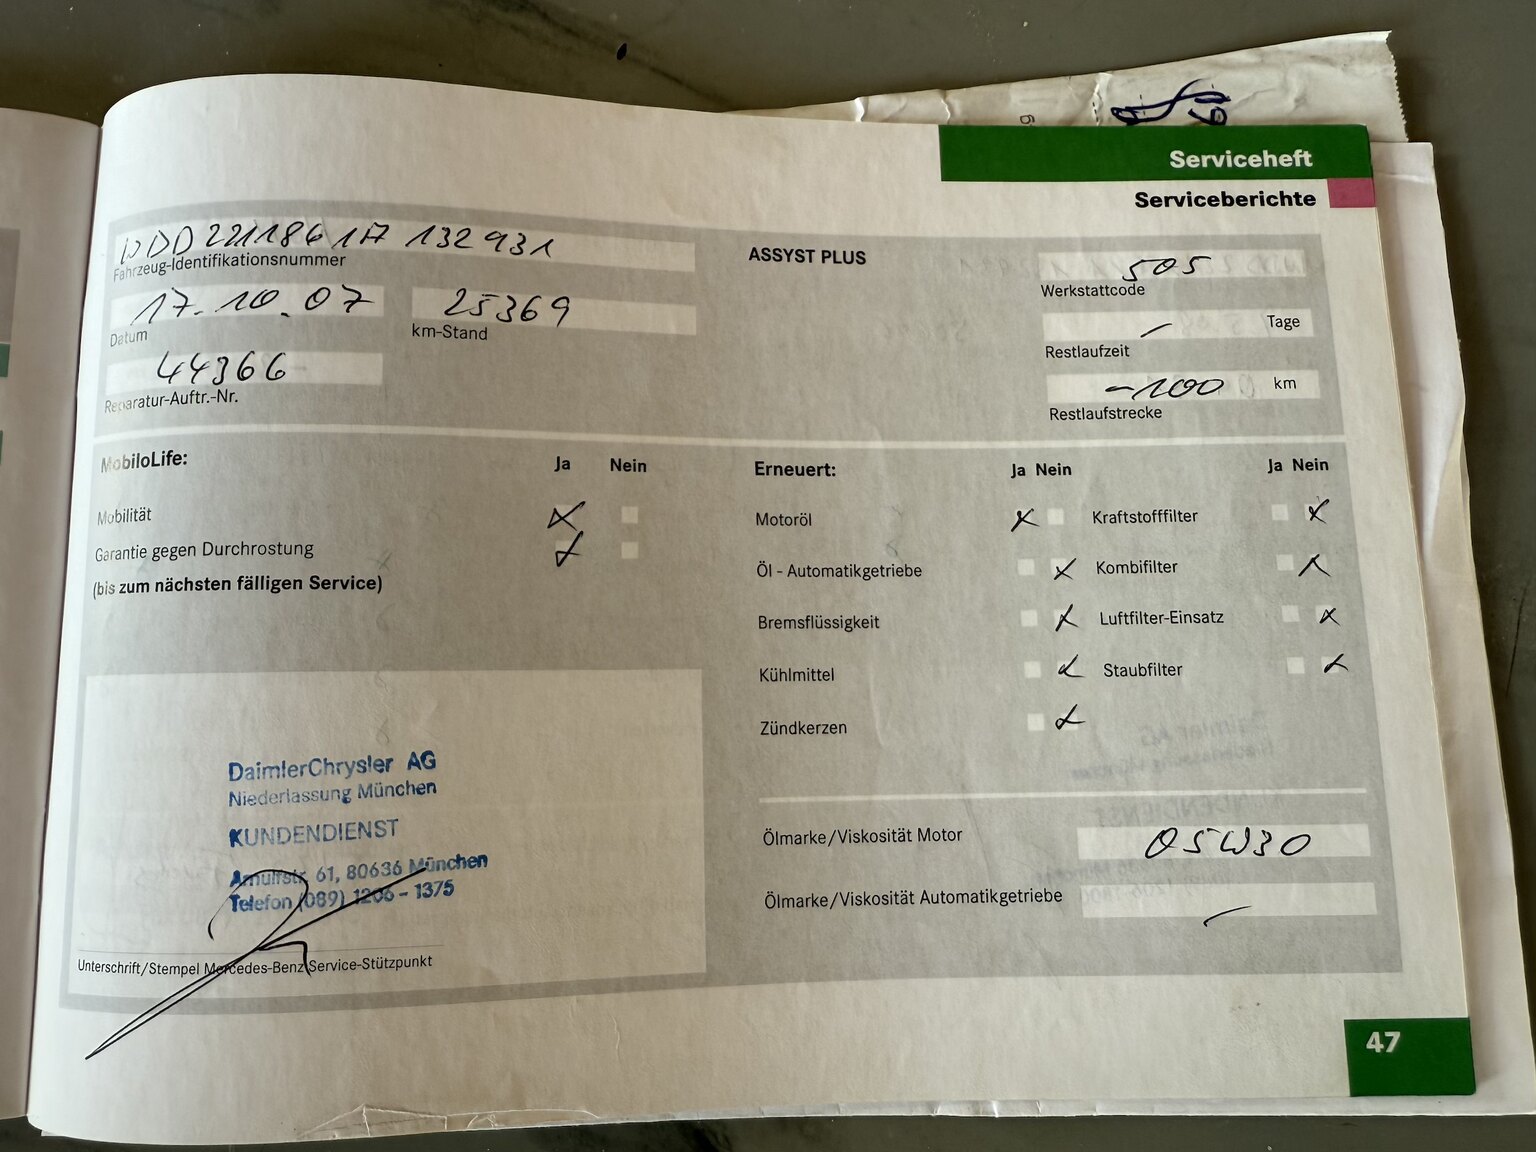 Serviceheft
Serviceberichte
WDD2211861A132931
Fahrzeug-Identifikationsnummer
17.10.07 25369
Datum km-Stand
44366
Reparatur-Auftr.-Nr.
ASSYST PLUS
505
Werkstattcode
– Tage
Restlaufzeit
-100 km
Restlaufstrecke
MobiloLife: Ja Nein
Mobilität
Garantie gegen Durchrostung
(bis zum nächsten fälligen Service)
Erneuert: Ja Nein Ja Nein
Motoröl Kraftstofffilter
Öl - Automatikgetriebe Kombifilter
Bremsflüssigkeit Luftfilter-Einsatz
Kühlmittel Staubfilter
Zündkerzen
DaimlerChrysler AG
Niederlassung München
KUNDENDIENST
Arnulfstr. 61, 80636 München
Telefon (089) 1206 - 1375
Unterschrift/Stempel Mercedes-Benz Service-Stützpunkt
Ölmarke/Viskosität Motor 05W30
Ölmarke/Viskosität Automatikgetriebe –
47